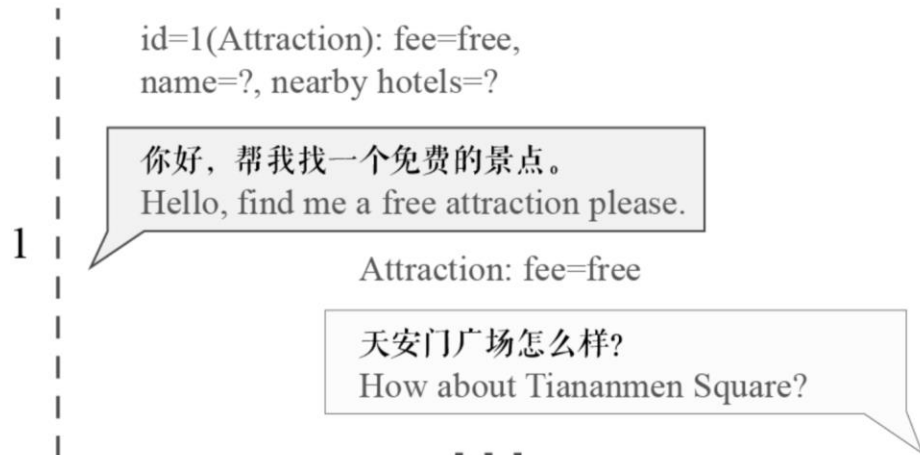 id=1(Attraction): fee=free,
name=?, nearby hotels=?
你好，帮我找一个免费的景点。
Hello, find me a free attraction please.
1
Attraction: fee=free
天安门广场怎么样?
How about Tiananmen Square?